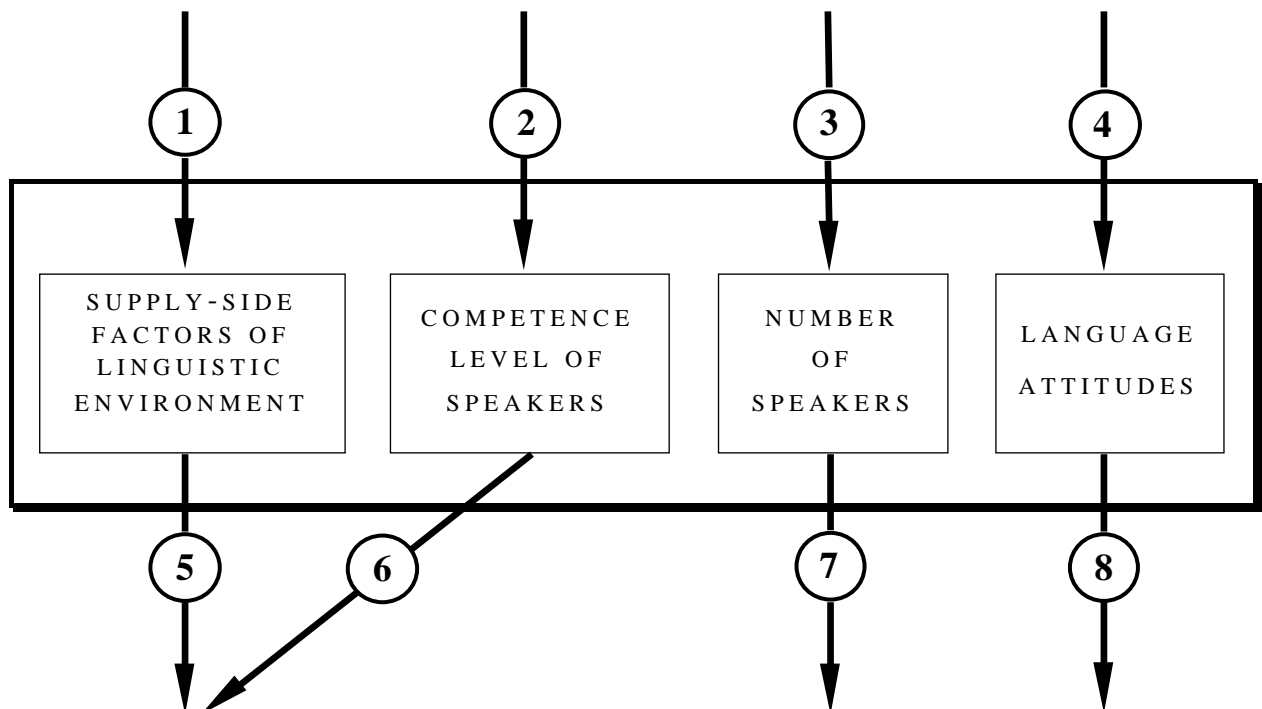 1 2 3 4
SUPPLY-SIDE
FACTORS OF
LINGUISTIC
ENVIRONMENT
COMPETENCE
LEVEL OF
SPEAKERS
NUMBER
OF
SPEAKERS
LANGUAGE
ATTITUDES
5 6 7 8